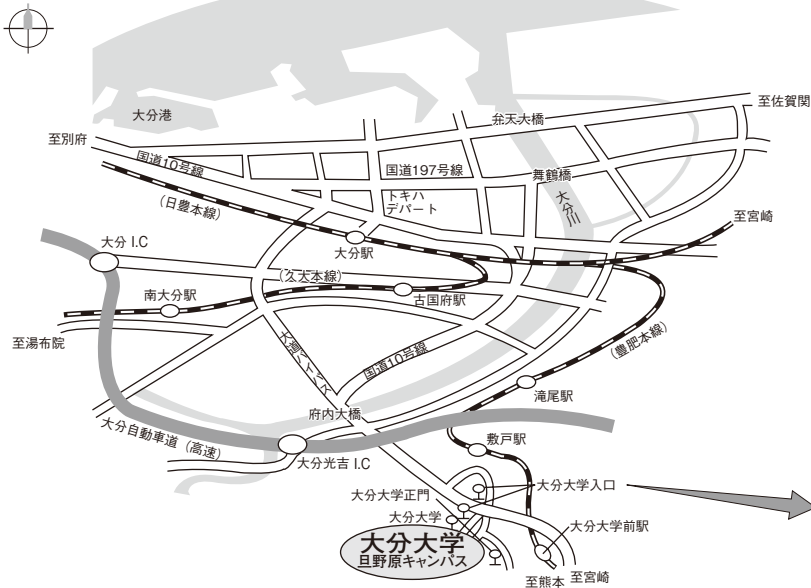 大分港
至別府
国道10号線
弁天大橋
至佐賀関
国道197号線
舞鶴橋
トキハ
デパート
大分川
(日豊本線)
至宮崎
大分 I.C
大分駅
(久大本線)
南大分駅
古国府駅
至湯布院
大道バイパス
国道10号線
(豊肥本線)
滝尾駅
府内大橋
大分自動車道 (高速)
敷戸駅
大分光吉 I.C
大分大学入口
大分大学正門
大分大学
大分大学前駅
大分大学
旦野原キャンパス
至熊本
至宮崎